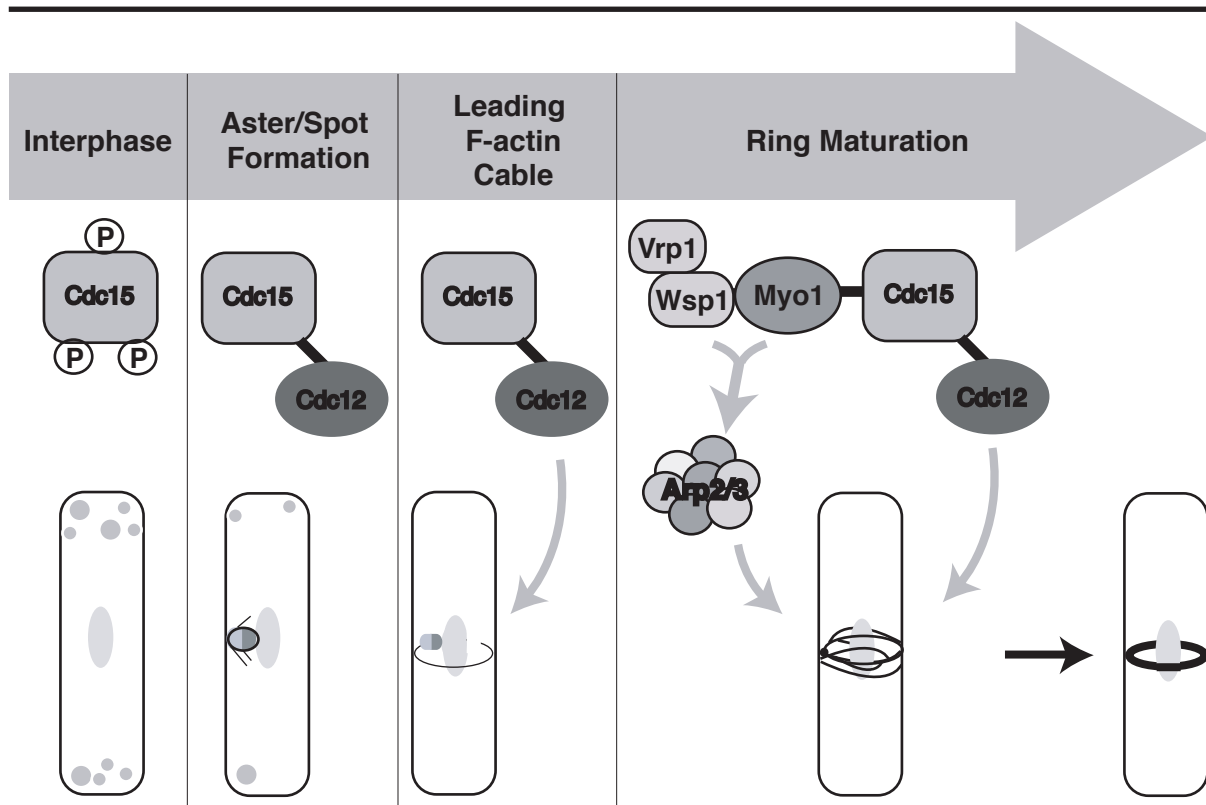 Interphase
Aster/Spot
Formation
Leading
F-actin
Cable
Ring Maturation
P
Cdc15
P
P
Cdc15
Cdc12
Cdc15
Cdc12
Vrp1
Wsp1
Myo1
Cdc15
Cdc12
Arp2/3